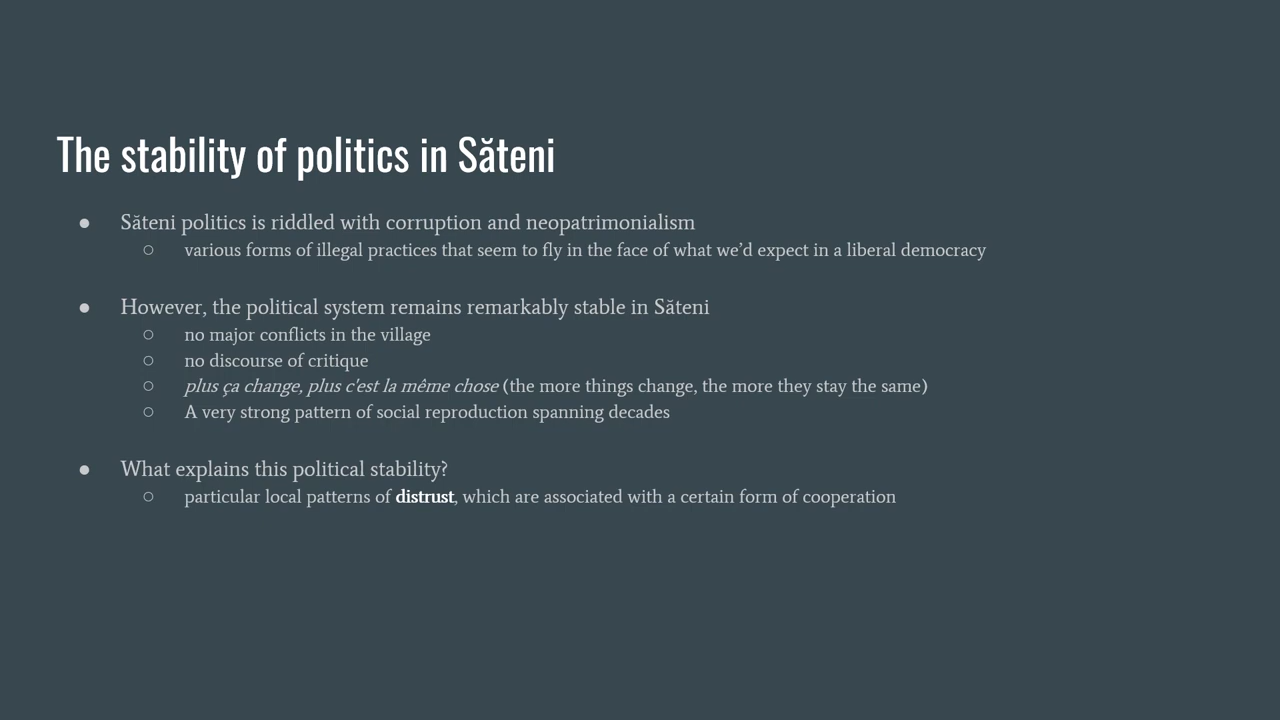 The stability of politics in Săteni
● Săteni politics is riddled with corruption and neopatrimonialism
○ various forms of illegal practices that seem to fly in the face of what we’d expect in a liberal democracy
● However, the political system remains remarkably stable in Săteni
○ no major conflicts in the village
○ no discourse of critique
○ plus ça change, plus c'est la même chose (the more things change, the more they stay the same)
○ A very strong pattern of social reproduction spanning decades
● What explains this political stability?
○ particular local patterns of distrust, which are associated with a certain form of cooperation